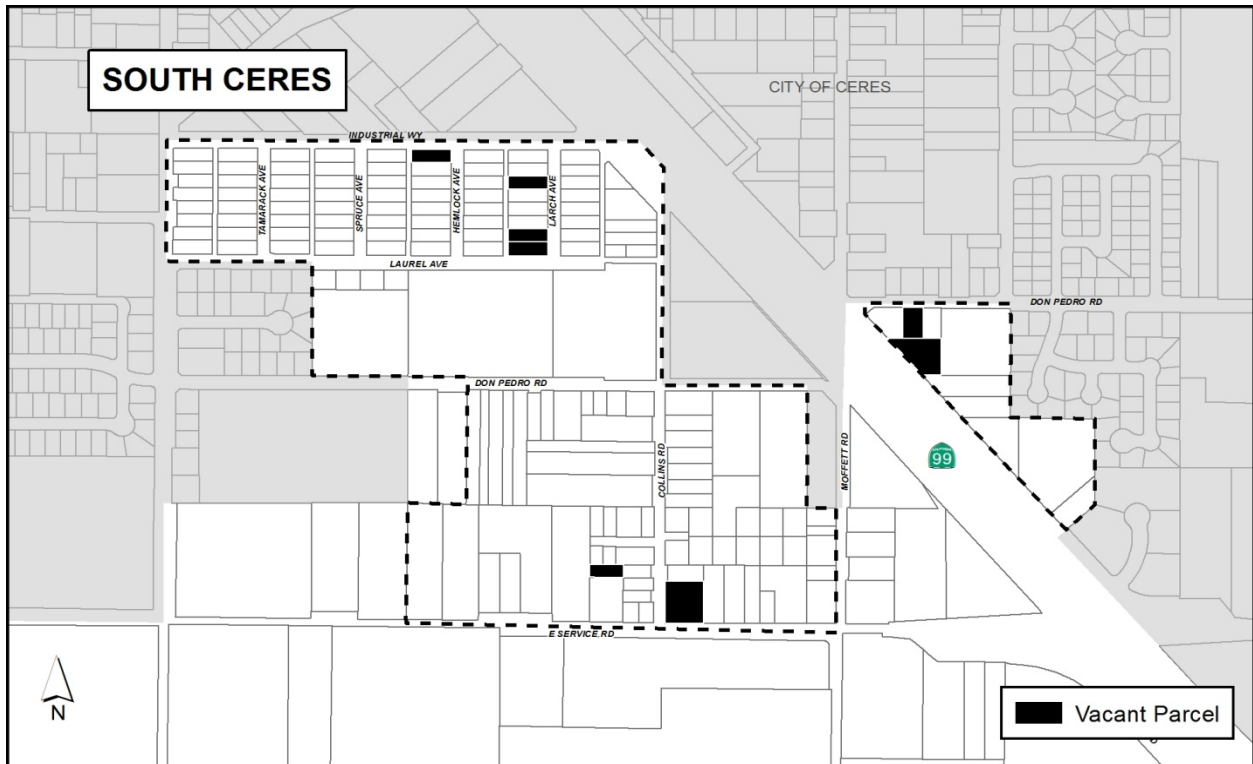 SOUTH CERES
CITY OF CERES
INDUSTRIAL WY
TAMARACK AVE
SPRUCE AVE
HEMLOCK AVE
LARCH AVE
LAUREL AVE
DON PEDRO RD
DON PEDRO RD
COLLINS RD
MOFFETT RD
99
E SERVICE RD
N
Vacant Parcel